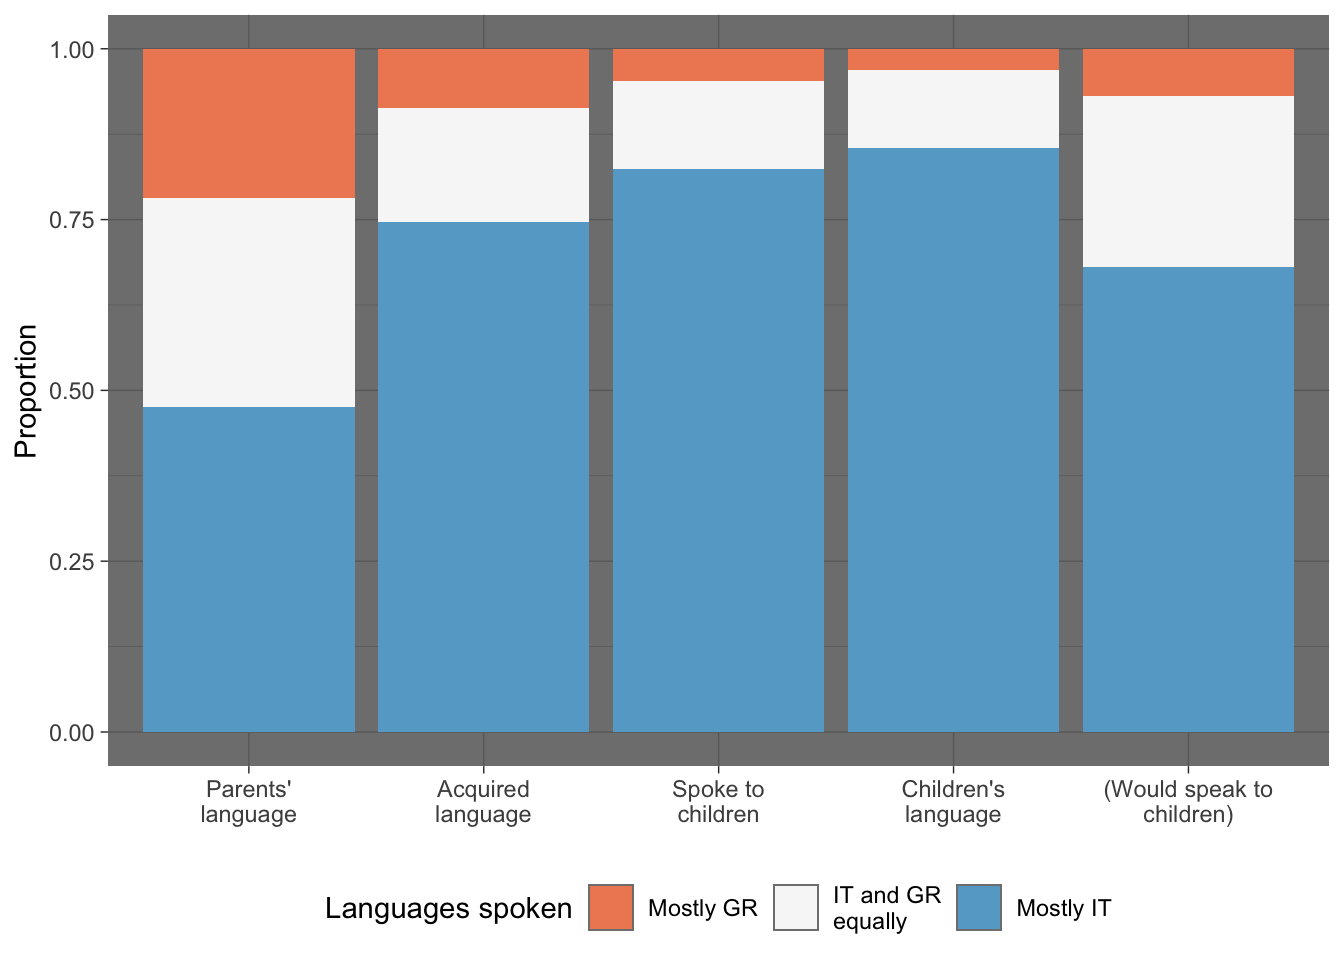 1.00
0.75
0.50
0.25
0.00
Proportion
Parents'
language
Acquired
language
Spoke to
children
Children's
language
(Would speak to
children)
Languages spoken
Mostly GR
IT and GR
equally
Mostly IT